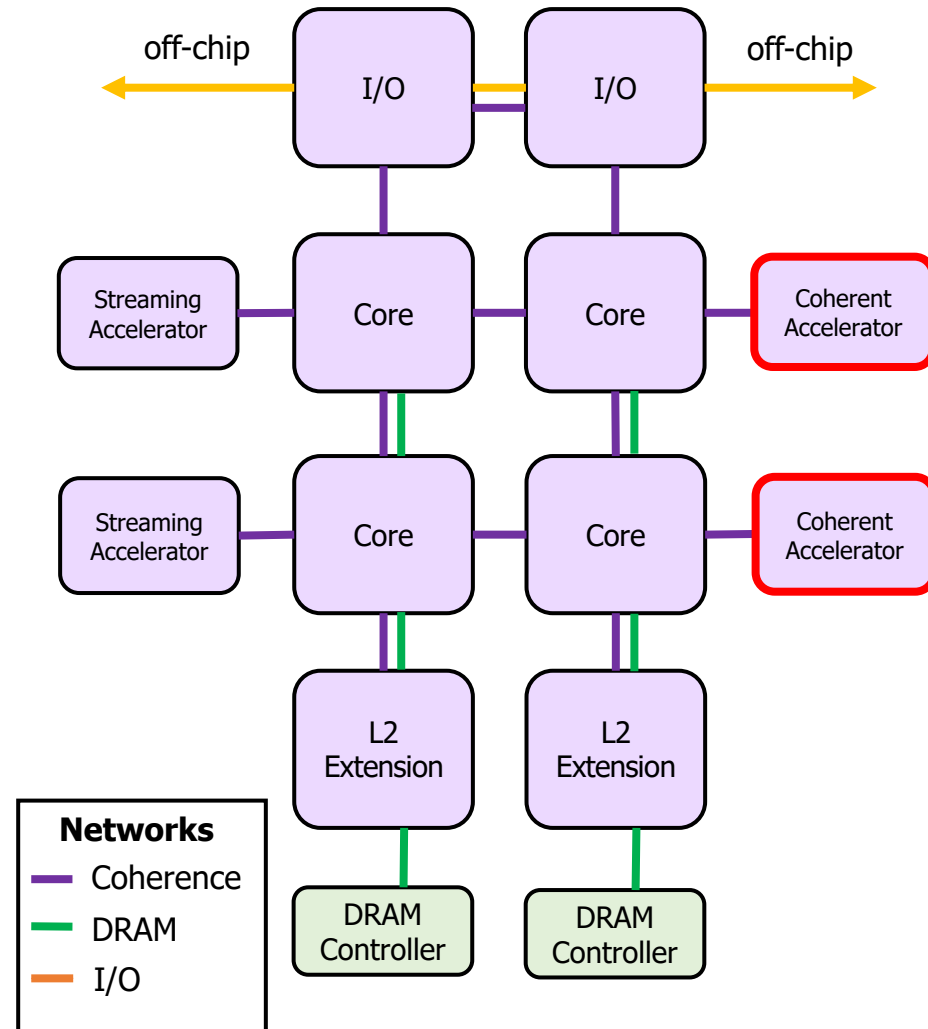 off-chip
off-chip
I/O
I/O
Streaming
Accelerator
Core
Core
Coherent
Accelerator
Streaming
Accelerator
Core
Core
Coherent
Accelerator
L2
Extension
L2
Extension
Networks
Coherence
DRAM
I/O
DRAM
Controller
DRAM
Controller